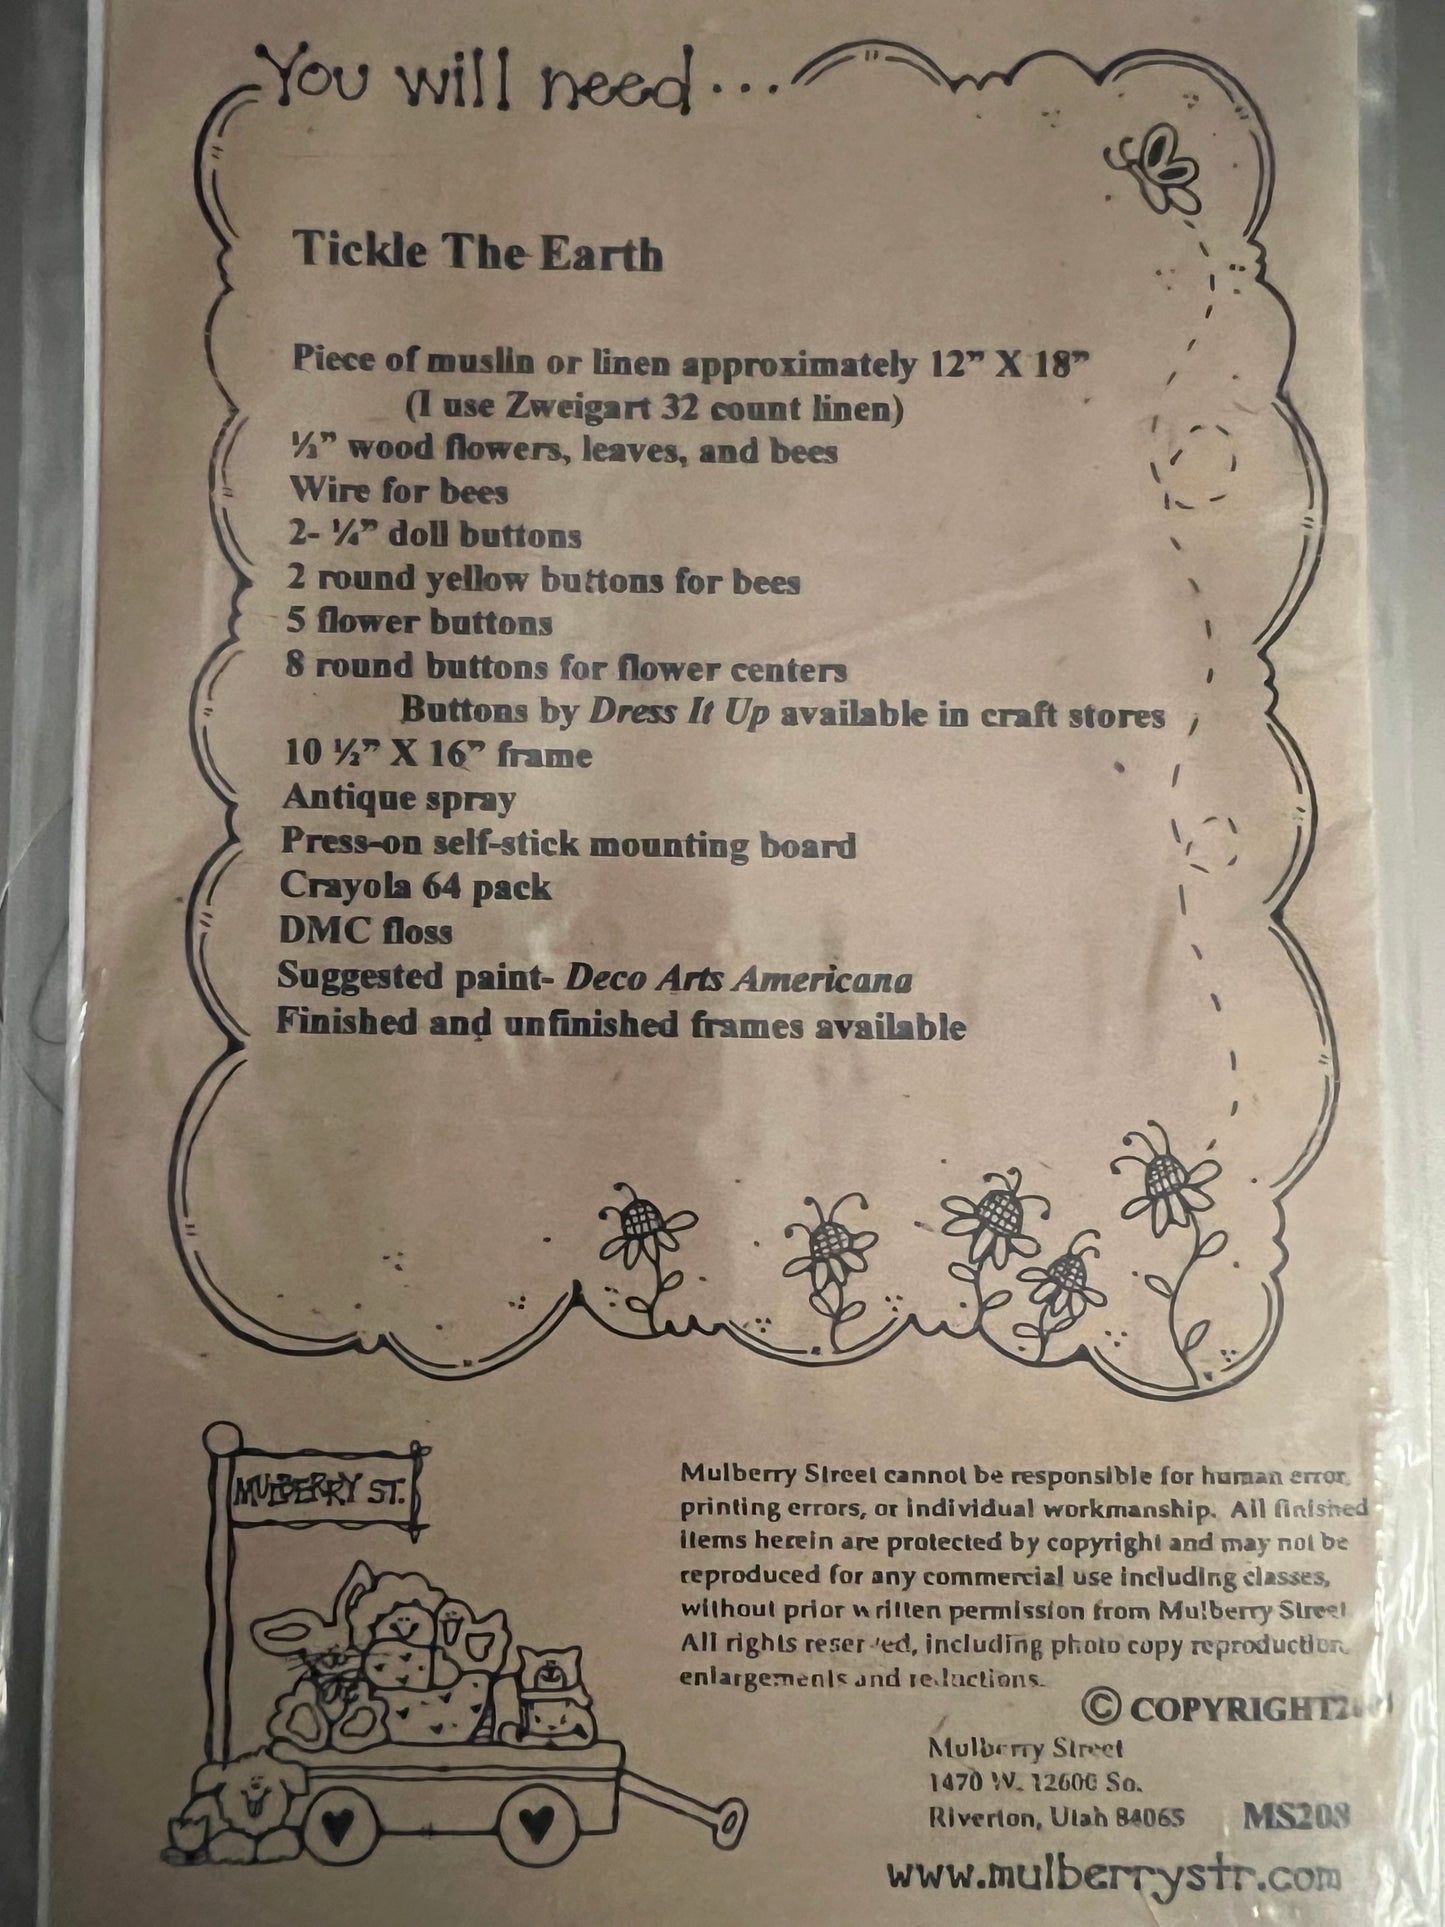 You will need...
Tickle The Earth
Piece of muslin or linen approximately 12” X 18”
(I use Zweigart 32 count linen)
½” wood flowers, leaves, and bees
Wire for bees
2- ¼” doll buttons
2 round yellow buttons for bees
5 flower buttons
8 round buttons for flower centers
Buttons by Dress It Up available in craft stores
10 ½” X 16” frame
Antique spray
Press-on self-stick mounting board
Crayola 64 pack
DMC floss
Suggested paint- Deco Arts Americana
Finished and unfinished frames available
MULBERRY ST.
Mulberry Street cannot be responsible for human error,
printing errors, or individual workmanship. All finished
items herein are protected by copyright and may not be
reproduced for any commercial use including classes,
without prior written permission from Mulberry Street
All rights reserved, including photo copy reproduction,
enlargements and reductions.
© COPYRIGHT
Mulberry Street
1470 W. 12600 So.
Riverton, Utah 84065 MS208
www.mulberrystr.com